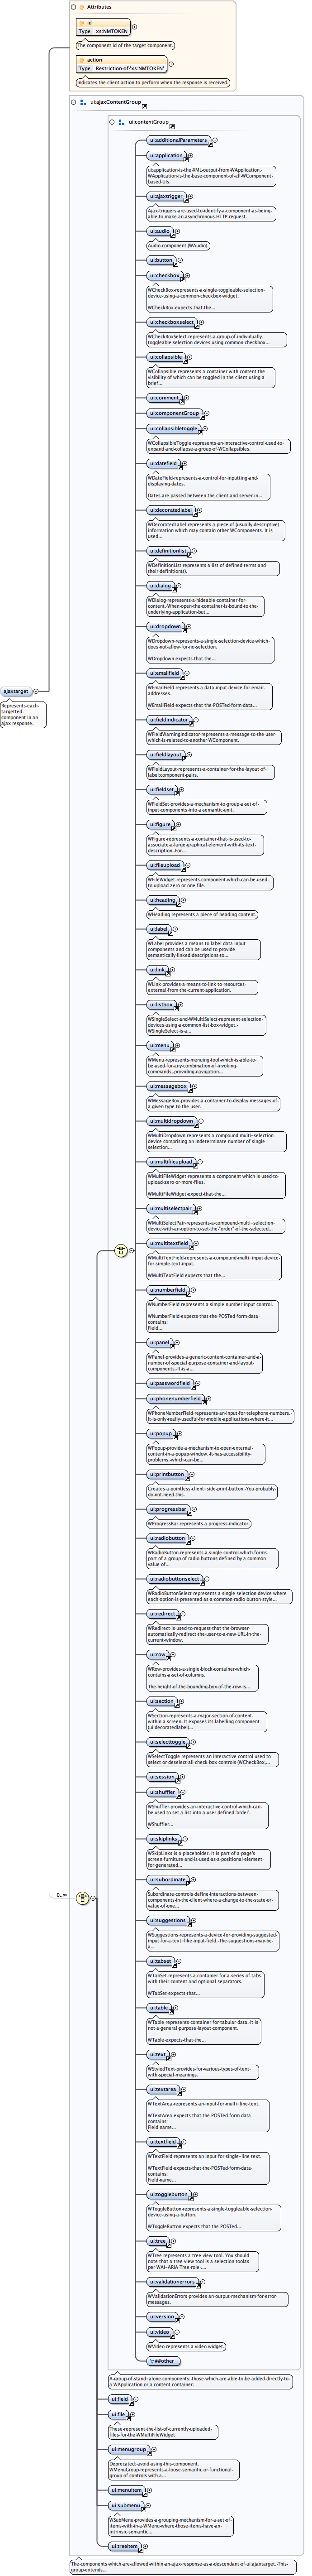 Attributes
id
Type xs:NMTOKEN
The component id of the target component.
action
Type Restriction of 'xs:NMTOKEN'
Indicates the client action to perform when the response is received.
ui:ajaxContentGroup
ui:contentGroup
ui:additionalParameters
ui:application
ui:application is the XML output from WApplication.
WApplication is the base component of all WComponent
based UIs.
ui:ajaxtrigger
Ajax triggers are used to identify a component as being
able to make an asynchronous HTTP request.
ui:audio
Audio component (WAudio).
ui:button
ui:checkbox
WCheckBox represents a single toggleable selection
device using a common checkbox widget.
WCheckBox expects that the...
ui:checkboxselect
WCheckBoxSelect represents a group of individually
toggleable selection devices using common checkbox...
ui:collapsible
WCollapsible represents a container with content the
visibility of which can be toggled in the client using a
brief...
ui:comment
ui:componentGroup
ui:collapsibletoggle
WCollapsibleToggle represents an interactive control used to
expand and collapse a group of WCollapsibles.
ui:datefield
WDateField represents a control for inputting and
displaying dates.
Dates are passed between the client and server in...
ui:decoratedlabel
WDecoratedLabel represents a piece of (usually descriptive)
information which may contain other WComponents. It is
used...
ui:definitionlist
WDefinitionList represents a list of defined terms and
their definition(s).
ui:dialog
WDialog represents a hideable container for
content. When open the container is bound to the
underlying application but...
ui:dropdown
WDropdown represents a single selection device which
does not allow for no selection.
WDropdown expects that the...
ui:emailfield
WEmailField represents a data input device for email
addresses.
WEmailField expects that the POSTed form data...
ajaxtarget
Represents each
targetted
component in an
ajax response.
ui:fieldindicator
WFieldWarningIndicator represents a message to the user
which is related to another WComponent.
ui:fieldlayout
WFieldLayout represents a container for the layout of
label:component pairs.
ui:fieldset
WFieldSet provides a mechanism to group a set of
input components into a semantic unit.
ui:figure
WFigure represents a container that is used to
associate a large graphical element with its text
description. For...
ui:fileupload
WFileWidget represents component which can be used
to upload zero or one file.
ui:heading
WHeading represents a piece of heading content.
ui:label
WLabel provides a means to label data input
components and can be used to provide
semantically linked descriptions to...
ui:link
WLink provides a means to link to resources
external from the current application.
ui:listbox
WSingleSelect and WMultiSelect represent selection
devices using a common list box widget.
WSingleSelect is a...
ui:menu
WMenu represents menuing tool which is able to
be used for any combination of invoking
commands, providing navigation...
ui:messagebox
WMessageBox provides a container to display messages of
a given type to the user.
ui:multidropdown
WMultiDropdown represents a compound multi-selection
device comprising an indeterminate number of single
selection...
ui:multifileupload
WMultiFileWidget represents a component which is used to
upload zero or more files.
WMultiFileWidget expect that the...
ui:multiselectpair
WMultiSelectPair represents a compound multi-selection
device with an option to set the "order" of the selected...
ui:multitextfield
WMultiTextField represents a compound multi-input device
for simple text input.
WMultiTextField expects that the...
ui:numberfield
WNumberField represents a simple number input control.
WNumberField expects that the POSTed form data
contains:
Field...
ui:panel
WPanel provides a generic content container and a
number of special purpose container and layout
components. It is a...
ui:passwordfield
ui:phonenumberfield
WPhoneNumberField represents an input for telephone numbers.
It is only really useful for mobile applications where it...
ui:popup
WPopup provide a mechanism to open external
content in a popup window. It has accessibility
problems, which can be...
ui:printbutton
Creates a pointless client-side print button. You probably
do not need this.
ui:progressbar
WProgressBar represents a progress indicator.
ui:radiobutton
WRadioButton represents a single control which forms
part of a group of radio buttons defined by a common
value of...
ui:radiobuttonselect
WRadioButtonSelect represents a single selection device where
each option is presented as a common radio button style...
ui:redirect
WRedirect is used to request that the browser
automatically redirect the user to a new URL in the
current window.
ui:row
WRow provides a single block container which
contains a set of columns.
The height of the bounding box of the row is...
ui:section
WSection represents a major section of content
within a screen. It exposes its labelling component
(ui:decoratedlabel)...
ui:selecttoggle
WSelectToggle represents an interactive control used to
select or deselect all check box controls (WCheckBox,...
ui:session
ui:shuffler
WShuffler provides an interactive control which can
be used to set a list into a user defined 'order'.
WShuffler...
ui:skiplinks
WSkipLinks is a placeholder. It is part of a page's
screen furniture and is used as a positional element
for generated...
0..∞
ui:subordinate
Subordinate controls define interactions between
components in the client where a change to the state or
value of one...
ui:suggestions
WSuggestions represents a device for providing suggested
input for a text-like input field. The suggestions may be
a...
ui:tabset
WTabSet represents a container for a series of tabs
with their content and optional separators.
WTabSet expects that...
ui:table
WTable represents container for tabular data. It is
not a general purpose layout component.
WTable expects that the...
ui:text
WStyledText provides for various types of text
with special meanings.
ui:textarea
WTextArea represents an input for multi-line text.
WTextArea expects that the POSTed form data
contains:
Field name...
ui:textfield
WTextField represents an input for single-line text.
WTextField expects that the POSTed form data
contains:
Field name...
ui:togglebutton
WToggleButton represents a single toggleable selection
device using a button.
WToggleButton expects that the POSTed...
ui:tree
WTree represents a tree view tool. You should
note that a tree view tool is a selection tool as
per WAI-ARIA Tree role -...
ui:validationerrors
WValidationErrors provides an output mechanism for error
messages.
ui:version
ui:video
WVideo represents a video widget.
##other
A group of stand-alone components: those which are able to be added directly to
a WApplication or a content container.
ui:field
ui:file
These represent the list of currently uploaded
files for the WMultiFileWidget
ui:menugroup
Deprecated: avoid using this component.
WMenuGroup represents a loose semantic or functional
group of controls with a...
ui:menuitem
ui:submenu
WSubMenu provides a grouping mechanism for a set of
items with in a WMenu where those items have an
intrinsic semantic...
ui:treeitem
The components which are allowed within an ajax response as a descendant of ui:ajaxtarget. This
group extends...